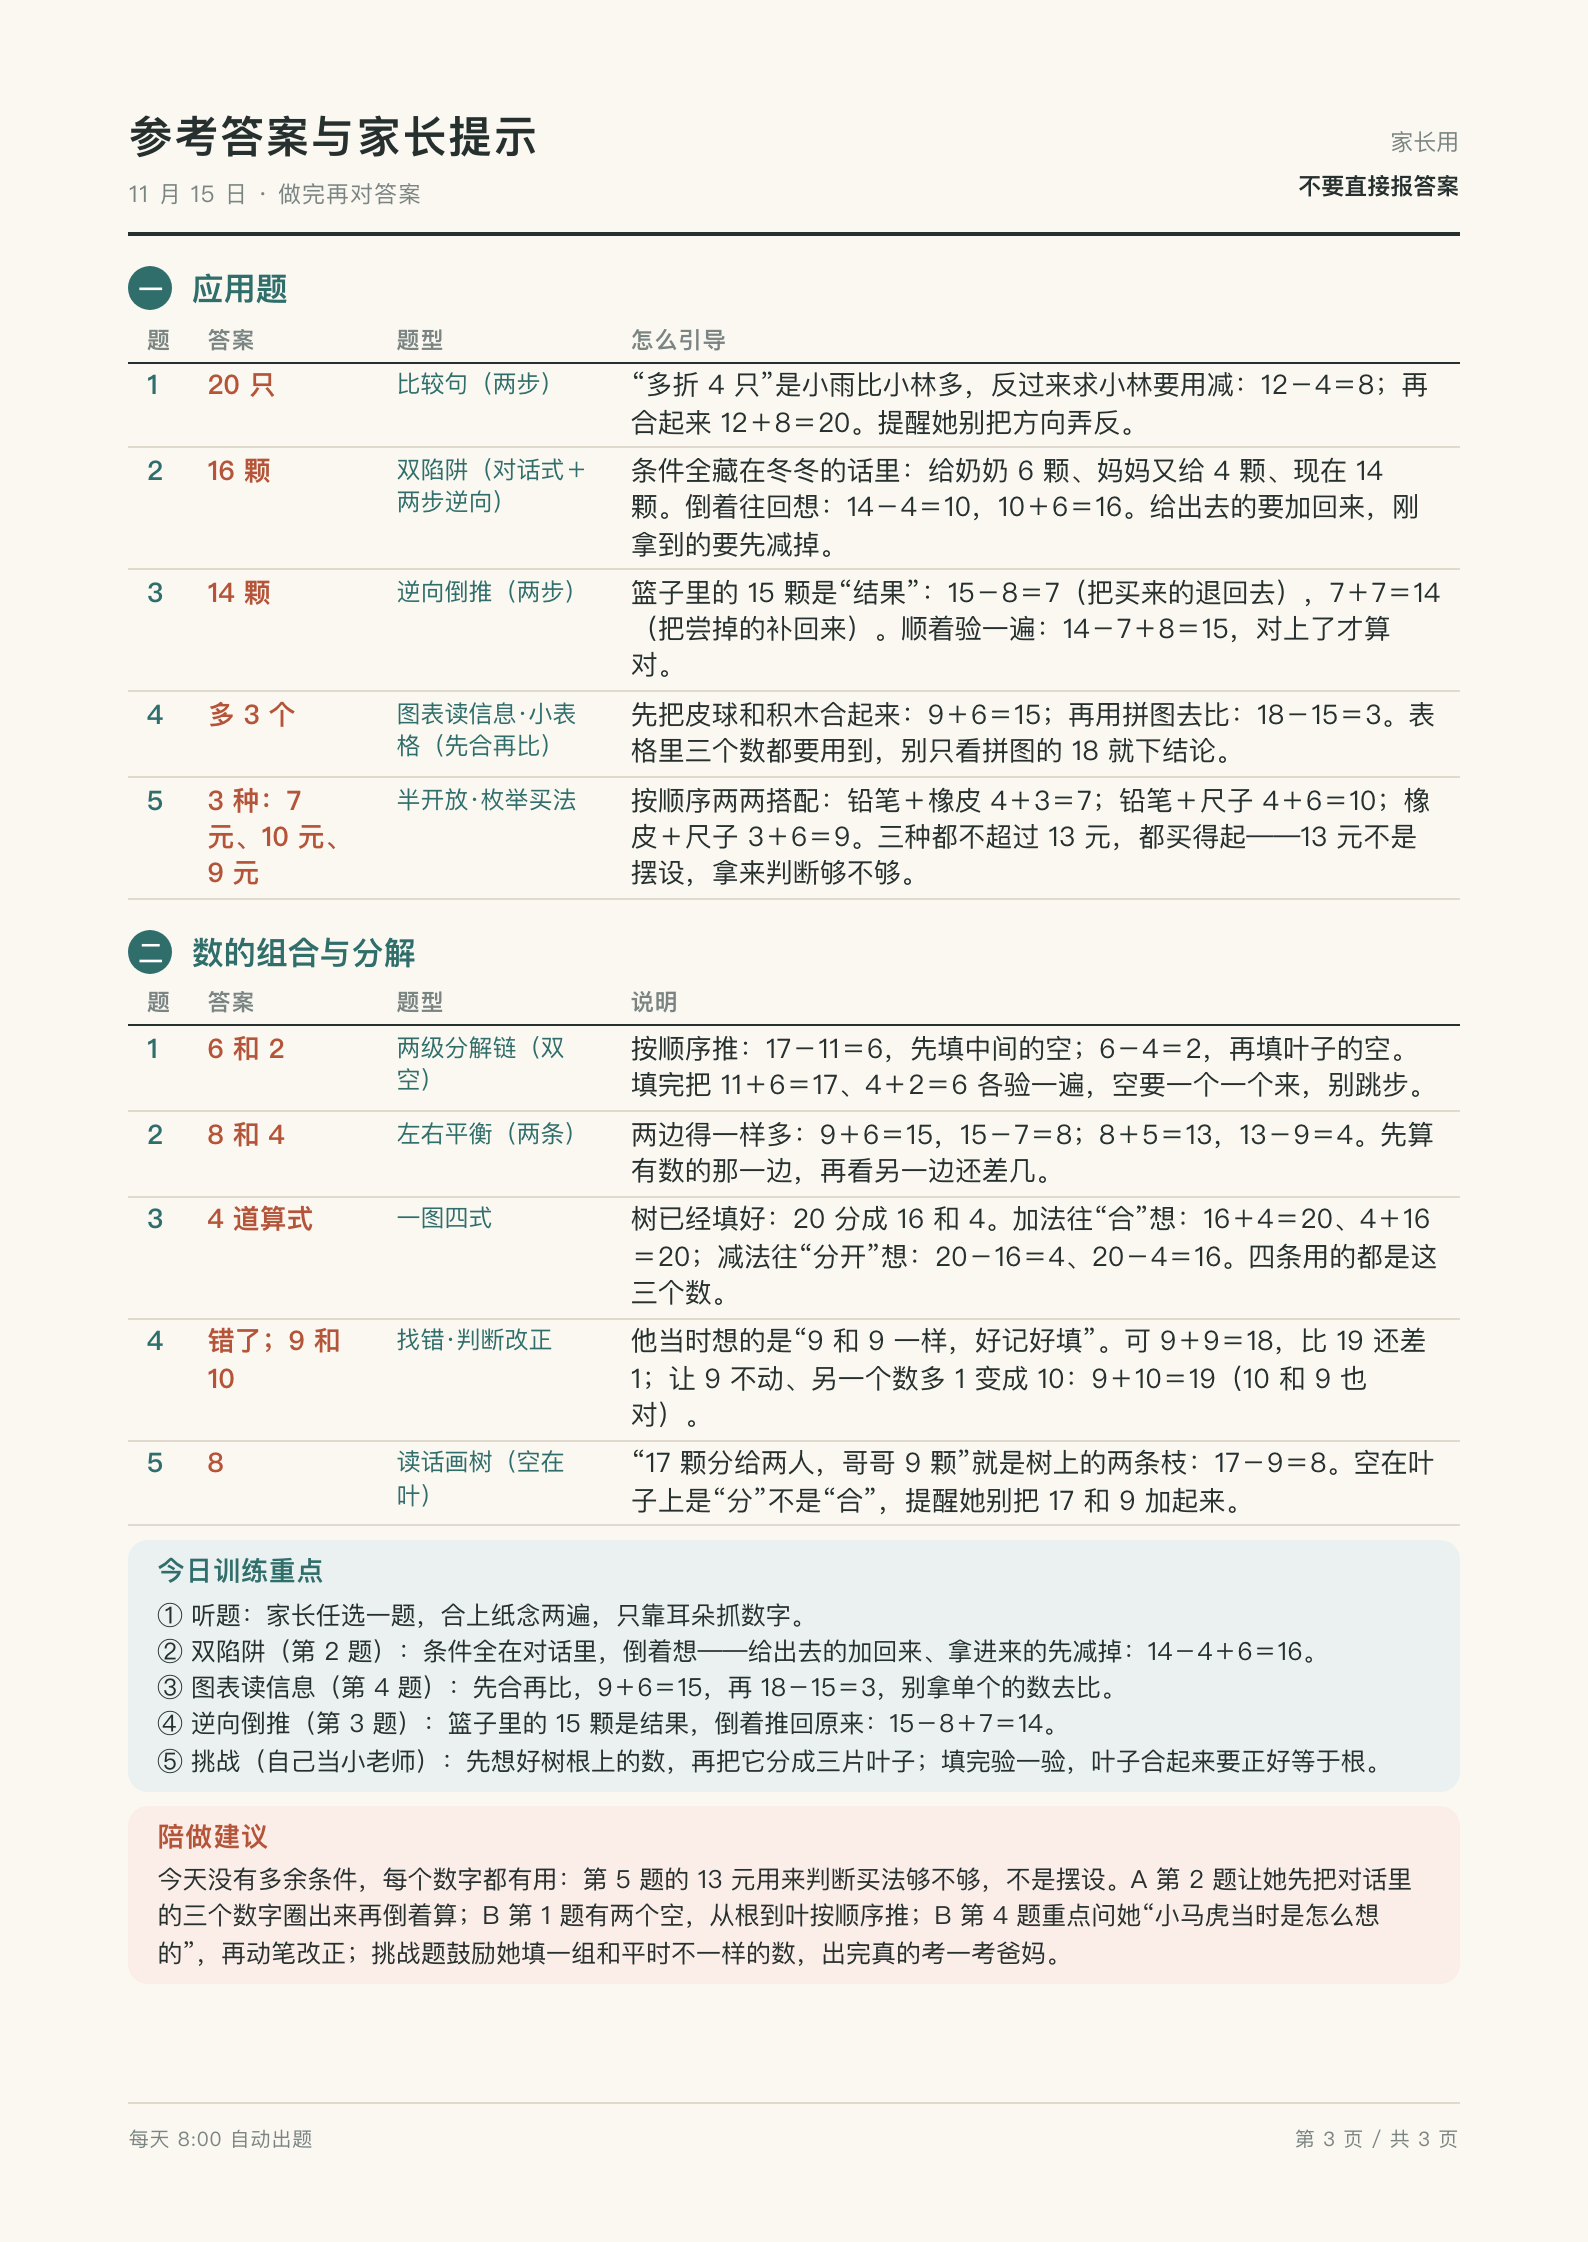 参考答案与家长提示
家长用
11 月 15 日 · 做完再对答案
不要直接报答案
一 应用题
题 答案 题型 怎么引导
1 20 只 比较句（两步） “多折 4 只”是小雨比小林多，反过来求小林要用减：12－4＝8；再
合起来 12＋8＝20。提醒她别把方向弄反。
2 16 颗 双陷阱（对话式＋ 条件全藏在冬冬的话里：给奶奶 6 颗、妈妈又给 4 颗、现在 14
两步逆向） 颗。倒着往回想：14－4＝10，10＋6＝16。给出去的要加回来，刚
拿到的要先减掉。
3 14 颗 逆向倒推（两步） 篮子里的 15 颗是“结果”：15－8＝7（把买来的退回去），7＋7＝14
（把尝掉的补回来）。顺着验一遍：14－7＋8＝15，对上了才算
对。
4 多 3 个 图表读信息·小表 先把皮球和积木合起来：9＋6＝15；再用拼图去比：18－15＝3。表
格（先合再比） 格里三个数都要用到，别只看拼图的 18 就下结论。
5 3 种：7 半开放·枚举买法 按顺序两两搭配：铅笔＋橡皮 4＋3＝7；铅笔＋尺子 4＋6＝10；橡
元、10 元、 皮＋尺子 3＋6＝9。三种都不超过 13 元，都买得起——13 元不是
9 元 摆设，拿来判断够不够。
二 数的组合与分解
题 答案 题型 说明
1 6 和 2 两级分解链（双 按顺序推：17－11＝6，先填中间的空；6－4＝2，再填叶子的空。
空） 填完把 11＋6＝17、4＋2＝6 各验一遍，空要一个一个来，别跳步。
2 8 和 4 左右平衡（两条） 两边得一样多：9＋6＝15，15－7＝8；8＋5＝13，13－9＝4。先算
有数的那一边，再看另一边还差几。
3 4 道算式 一图四式 树已经填好：20 分成 16 和 4。加法往“合”想：16＋4＝20、4＋16
＝20；减法往“分开”想：20－16＝4、20－4＝16。四条用的都是这
三个数。
4 错了；9 和 找错·判断改正 他当时想的是“9 和 9 一样，好记好填”。可 9＋9＝18，比 19 还差
10 1；让 9 不动、另一个数多 1 变成 10：9＋10＝19（10 和 9 也
对）。
5 8 读话画树（空在 “17 颗分给两人，哥哥 9 颗”就是树上的两条枝：17－9＝8。空在叶
叶） 子上是“分”不是“合”，提醒她别把 17 和 9 加起来。
今日训练重点
① 听题：家长任选一题，合上纸念两遍，只靠耳朵抓数字。
② 双陷阱（第 2 题）：条件全在对话里，倒着想——给出去的加回来、拿进来的先减掉：14－4＋6＝16。
③ 图表读信息（第 4 题）：先合再比，9＋6＝15，再 18－15＝3，别拿单个的数去比。
④ 逆向倒推（第 3 题）：篮子里的 15 颗是结果，倒着推回原来：15－8＋7＝14。
⑤ 挑战（自己当小老师）：先想好树根上的数，再把它分成三片叶子；填完验一验，叶子合起来要正好等于根。
陪做建议
今天没有多余条件，每个数字都有用：第 5 题的 13 元用来判断买法够不够，不是摆设。A 第 2 题让她先把对话里
的三个数字圈出来再倒着算；B 第 1 题有两个空，从根到叶按顺序推；B 第 4 题重点问她“小马虎当时是怎么想
的”，再动笔改正；挑战题鼓励她填一组和平时不一样的数，出完真的考一考爸妈。
每天 8:00 自动出题
第 3 页 / 共 3 页